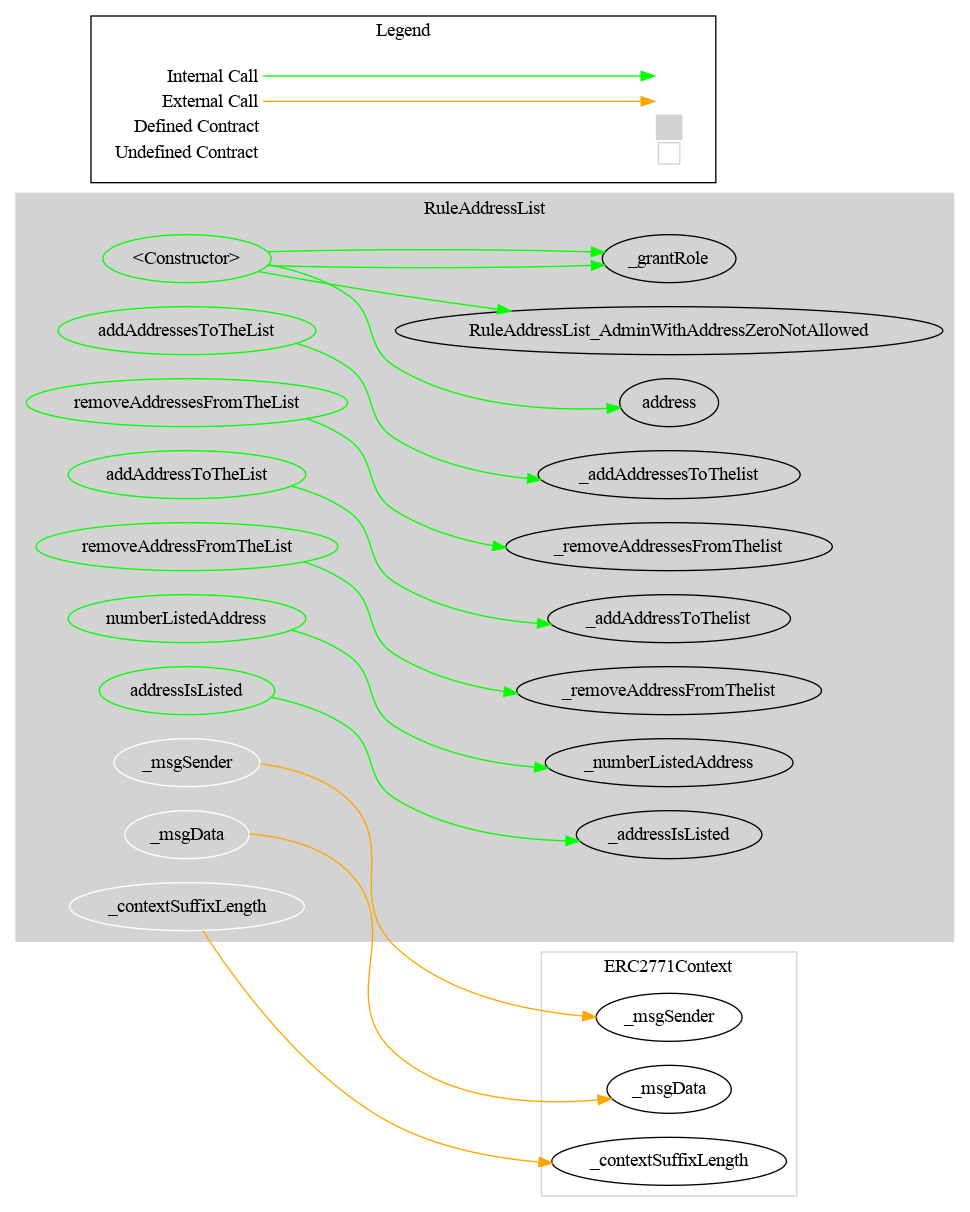 Legend
Internal Call
External Call
Defined Contract
Undefined Contract
RuleAddressList
<Constructor>
_grantRole
addAddressesToTheList
RuleAddressList_AdminWithAddressZeroNotAllowed
removeAddressesFromTheList
address
addAddressToTheList
_addAddressesToThelist
removeAddressFromTheList
_removeAddressesFromThelist
numberListedAddress
_addAddressToThelist
addressIsListed
_removeAddressFromThelist
_msgSender
_numberListedAddress
_msgData
_addressIsListed
_contextSuffixLength
ERC2771Context
_msgSender
_msgData
_contextSuffixLength